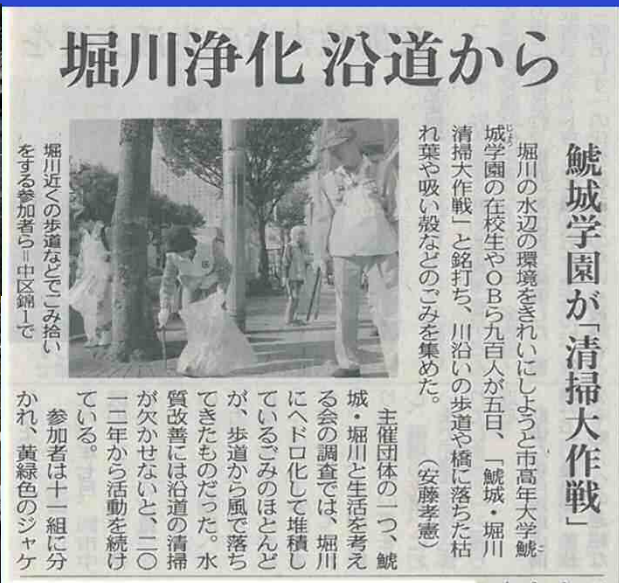 堀川浄化 沿道から
鯱城学園が「清掃大作戦」
堀川の水辺の環境をきれいにしようと市高年大学鯱
城学園の在校生やOBら九百人が五日、「鯱城・堀川
清掃大作戦」と銘打ち、川沿いの歩道や橋に落ちた枯
れ葉や吸い殻などのごみを集めた。
（安藤孝憲）
堀川近くの歩道などでごみ拾い
をする参加者ら＝中区錦1で
主催団体の一つ、鯱
城・堀川と生活を考え
る会の調査では、堀川
にヘドロ化して堆積し
ているごみのほとんど
が、歩道から風で落ち
てきたものだった。水
質改善には沿道の清掃
が欠かせないと、二〇
一二年から活動を続け
ている。
参加者は十一組に分
かれ、黄緑色のジャケ